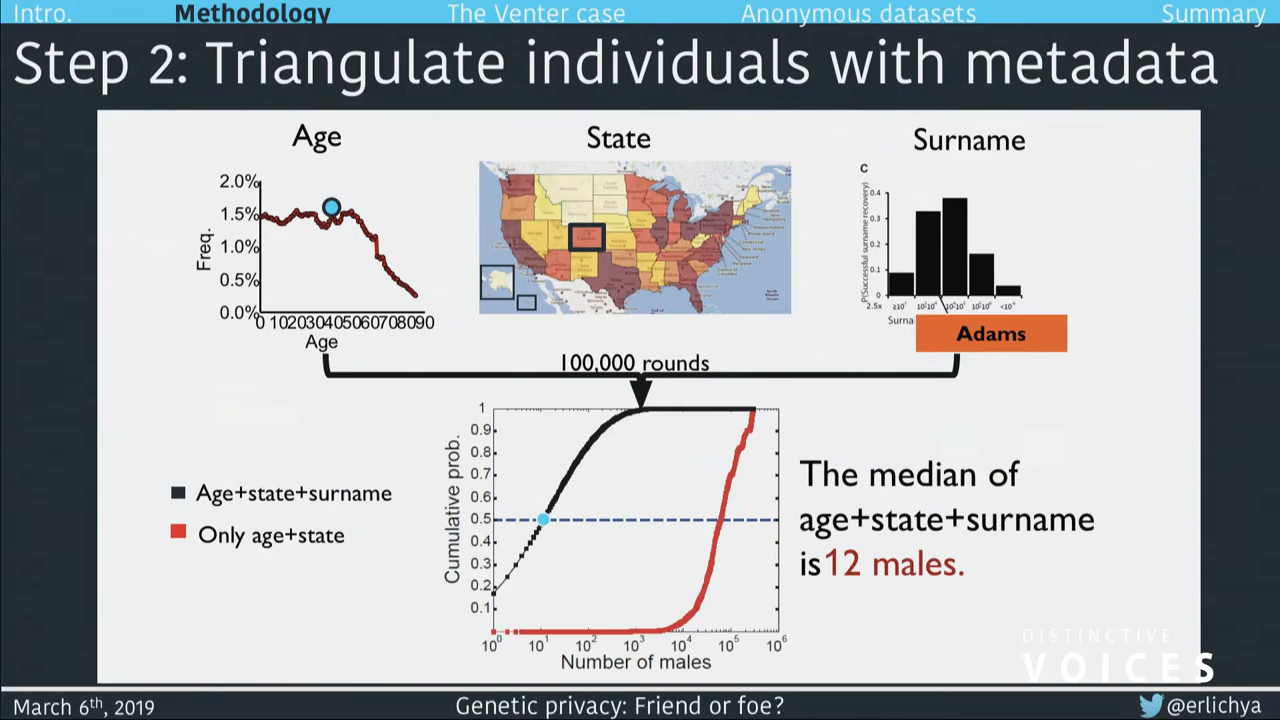 Intro. Methodology The Venter case Anonymous datasets Summary
Step 2: Triangulate individuals with metadata
Age State Surname
2.0%
1.5%
1.0%
0.5%
0.0%
Freq.
0 10 20 30 40 50 60 70 80 90
Age
C
P(Successful surname recovery)
0.4
0.3
0.2
0.1
0
2.5x
Surna
Adams
100,000 rounds
Cumulative prob.
1
0.9
0.8
0.7
0.6
0.5
0.4
0.3
0.2
0.1
10⁰ 10¹ 10² 10³ 10⁴ 10⁵ 10⁶
Number of males
Age+state+surname
Only age+state
The median of
age+state+surname
is 12 males.
DISTINCTIVE
VOICES
March 6th, 2019 Genetic privacy: Friend or foe? @erlichya